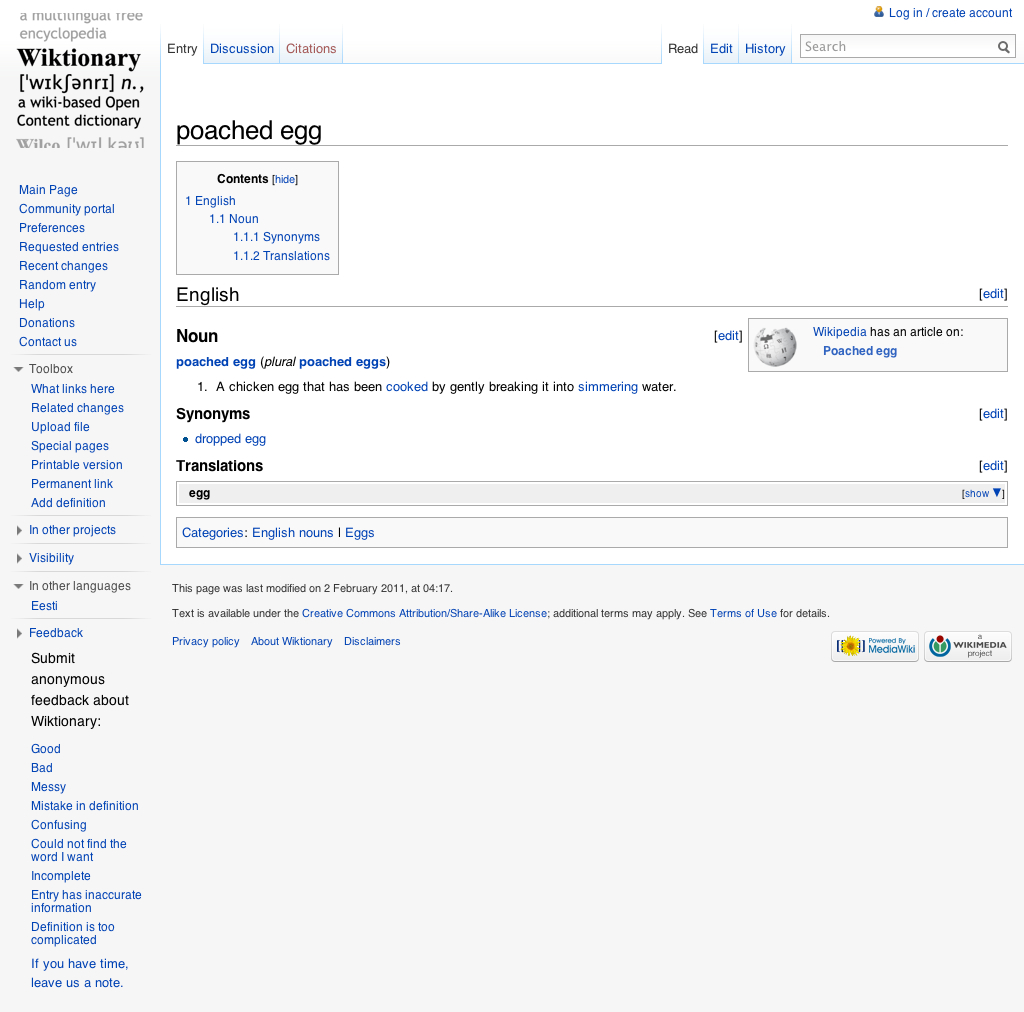 a multilingual free
encyclopedia
Wiktionary
['wɪkʃənrɪ] n.,
a wiki-based Open
Content dictionary
Wilco ['wɪl kəʊ]
Log in / create account
Entry Discussion Citations Read Edit View History Search
poached egg
Contents [hide]
1 English
1.1 Noun
1.1.1 Synonyms
1.1.2 Translations
English [edit]
Noun [edit]
Wikipedia has an article on:
Poached egg
poached egg (plural poached eggs)
1. A chicken egg that has been cooked by gently breaking it into simmering water.
Synonyms [edit]
dropped egg
Translations [edit]
egg [show ▼]
Categories: English nouns | Eggs
Main Page
Community portal
Preferences
Requested entries
Recent changes
Random entry
Help
Donations
Contact us
Toolbox
What links here
Related changes
Upload file
Special pages
Printable version
Permanent link
Add definition
In other projects
Visibility
In other languages
Eesti
Feedback
Submit
anonymous
feedback about
Wiktionary:
Good
Bad
Messy
Mistake in definition
Confusing
Could not find the
word I want
Incomplete
Entry has inaccurate
information
Definition is too
complicated
If you have time,
leave us a note.
This page was last modified on 2 February 2011, at 04:17.
Text is available under the Creative Commons Attribution/Share-Alike License; additional terms may apply. See Terms of Use for details.
Privacy policy About Wiktionary Disclaimers
Powered By
MediaWiki
a
WIKIMEDIA
project